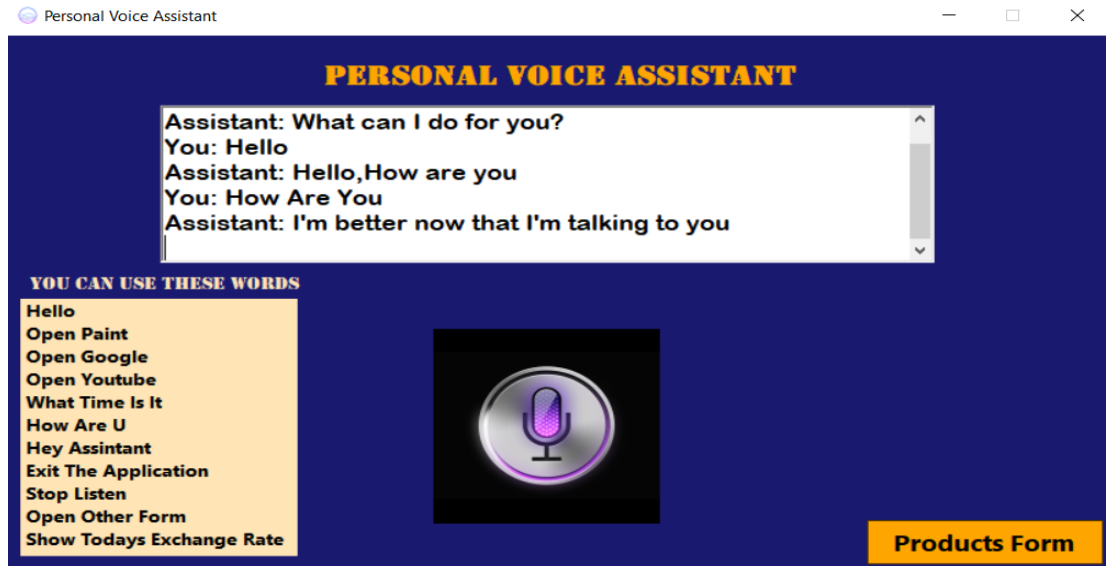 Personal Voice Assistant
PERSONAL VOICE ASSISTANT
Assistant: What can I do for you?
You: Hello
Assistant: Hello,How are you
You: How Are You
Assistant: I'm better now that I'm talking to you
YOU CAN USE THESE WORDS
Hello
Open Paint
Open Google
Open Youtube
What Time Is It
How Are U
Hey Assintant
Exit The Application
Stop Listen
Open Other Form
Show Todays Exchange Rate
Products Form